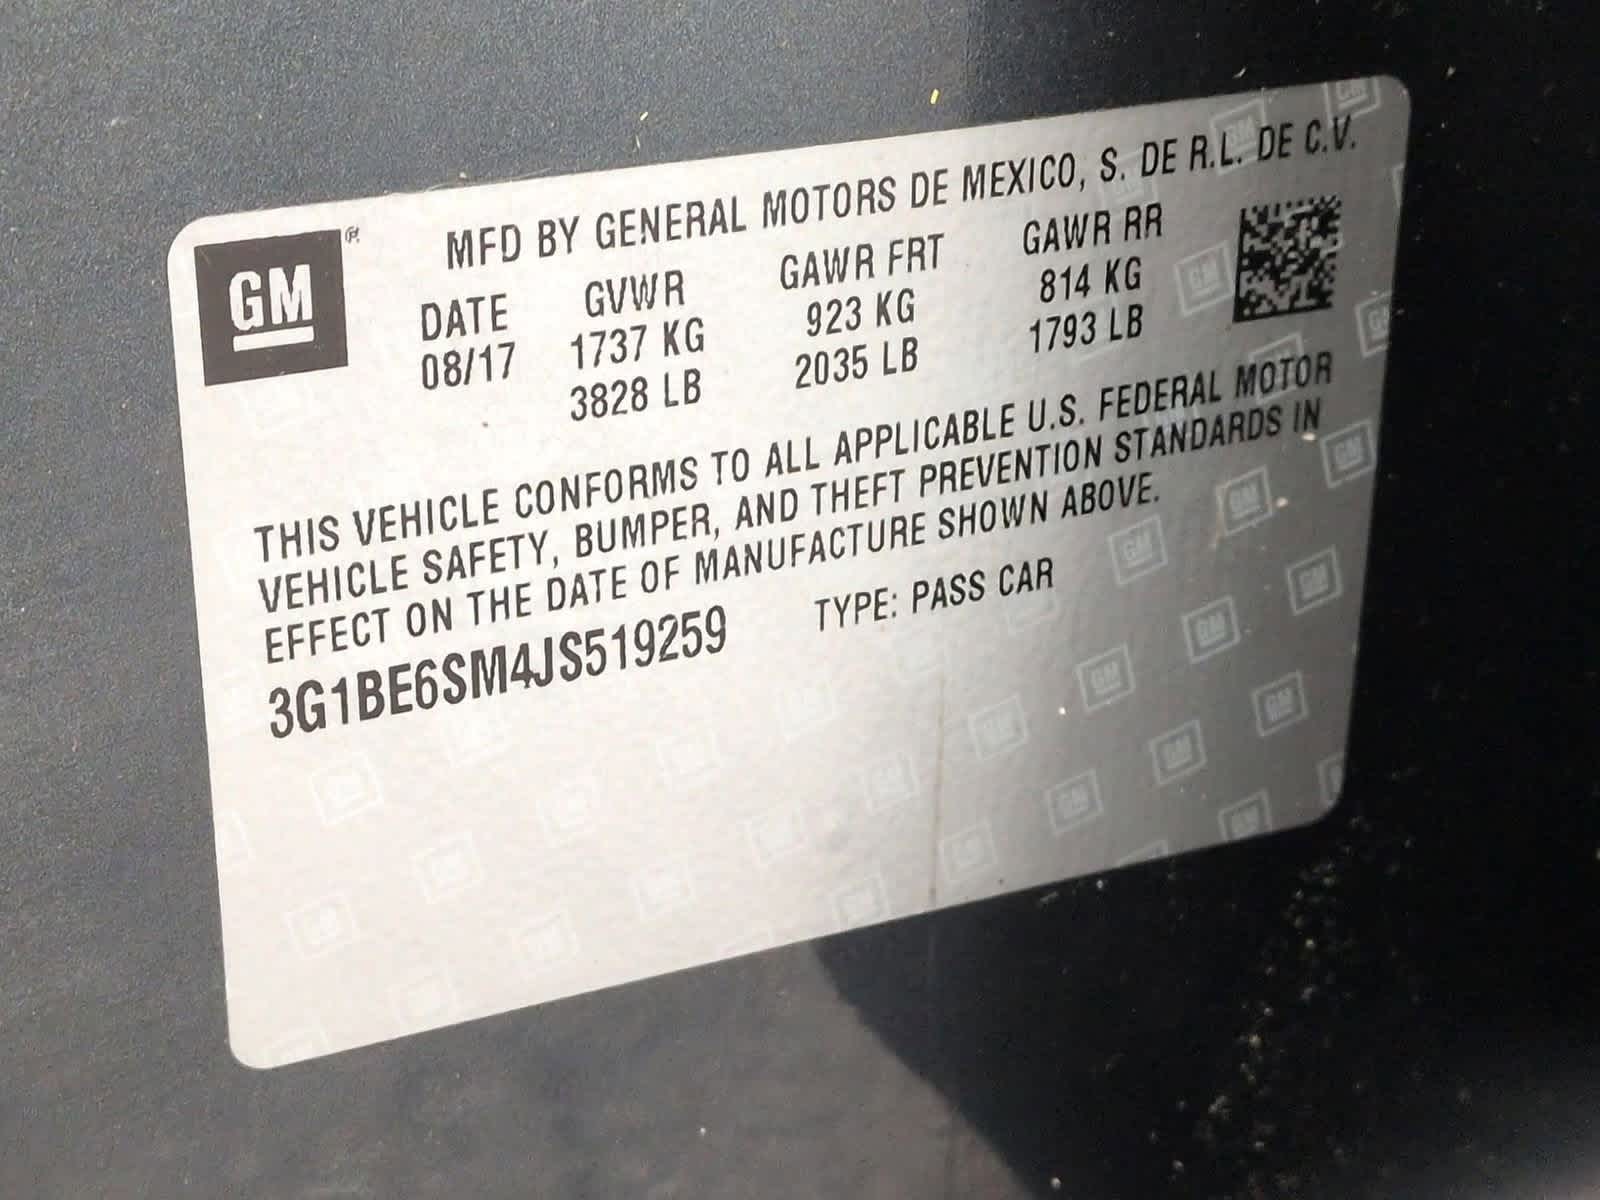 GM
MFD BY GENERAL MOTORS DE MEXICO, S. DE R.L. DE C.V.
DATE GVWR GAWR FRT GAWR RR
08/17 1737 KG 923 KG 814 KG
3828 LB 2035 LB 1793 LB
THIS VEHICLE CONFORMS TO ALL APPLICABLE U.S. FEDERAL MOTOR
VEHICLE SAFETY, BUMPER, AND THEFT PREVENTION STANDARDS IN
EFFECT ON THE DATE OF MANUFACTURE SHOWN ABOVE.
3G1BE6SM4JS519259 TYPE: PASS CAR